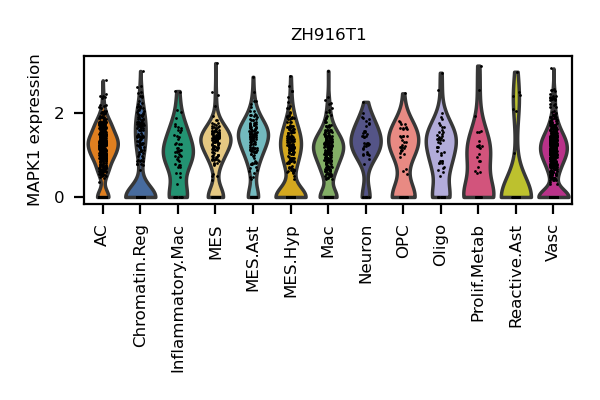 ZH916T1
MAPK1 expression
2
0
AC
Chromatin.Reg
Inflammatory.Mac
MES
MES.Ast
MES.Hyp
Mac
Neuron
OPC
Oligo
Prolif.Metab
Reactive.Ast
Vasc